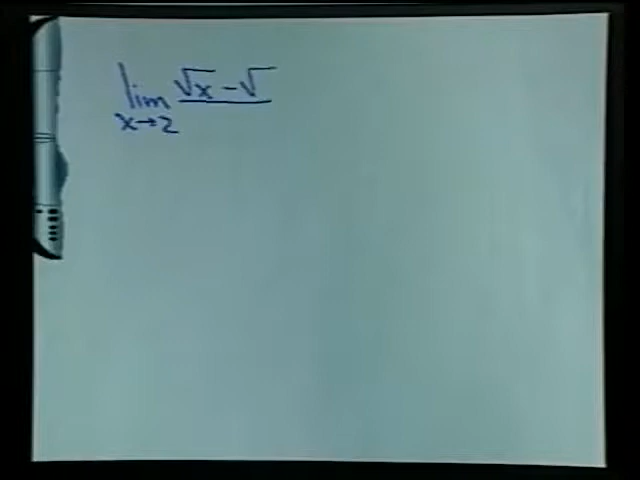 lim √x - √
x→2